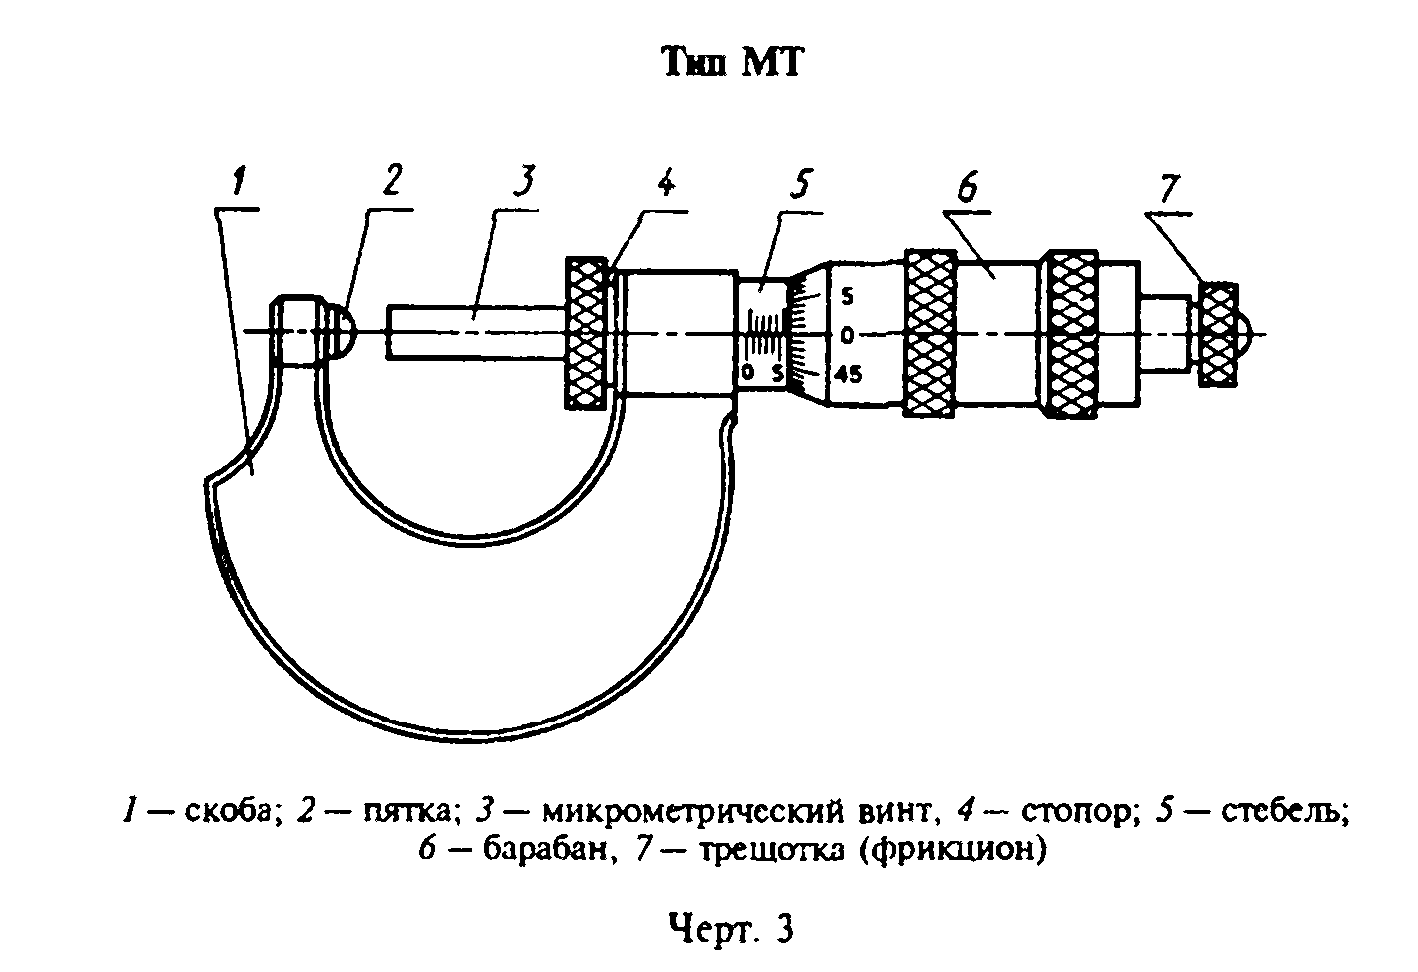 Тип МТ
1 2 3 4 5 6 7
5
0
45
0 5
1 — скоба; 2 — пятка; 3 — микрометрический винт, 4 — стопор; 5 — стебель;
6 — барабан, 7 — трещотка (фрикцион)
Черт. 3